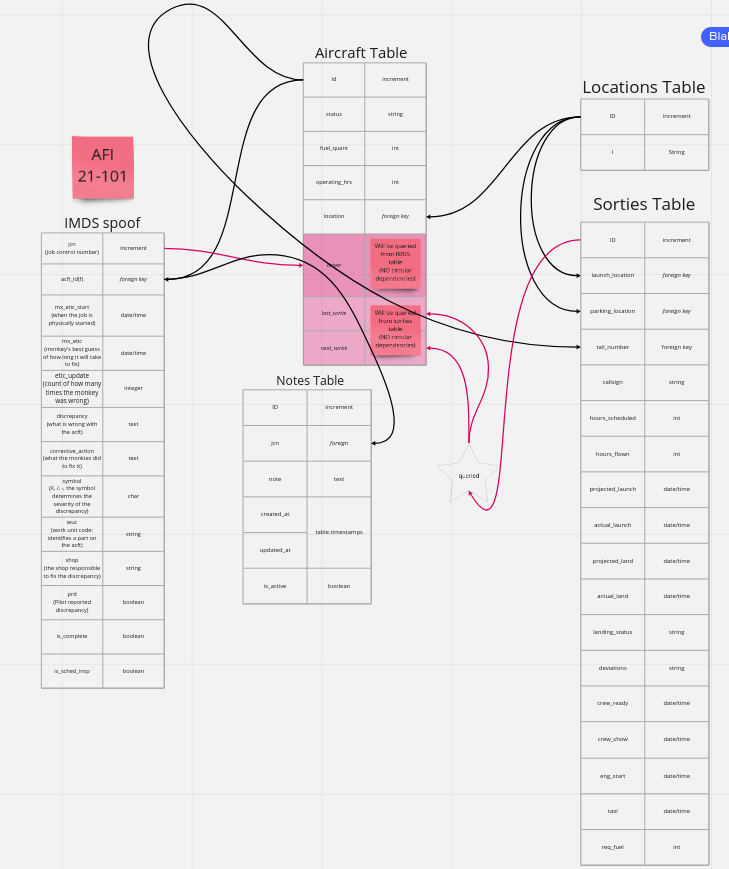 Blal
Aircraft Table
id increment
status string
fuel_quant int
operating_hrs int
location foreign key
Will be queried
from IMDS
table
(NO circular
dependencies)
last_sortie
next_sortie
Will be queried
from sorties
table
(NO circular
dependencies)
Locations Table
ID increment
l String
AFI
21-101
IMDS spoof
jcn
(job control number)
increment
acft_id(f) foreign key
mx_etic_start
(when the job is
physically started)
date/time
mx_etic
(monkey's best guess
of how long it will take
to fix)
date/time
etic_update
(count of how many
times the monkey
was wrong)
integer
discrepancy
(what is wrong with
the acft)
text
corrective_action
(what the monkies did
to fix it)
text
symbol
(X, /, -, the symbol
determines the
severity of the
discrepancy)
char
wuc
(work unit code:
identifies a part on
the acft)
string
shop
(the shop responsible
to fix the discrepancy)
string
prd
(Pilot reported
discrepancy)
boolean
is_complete boolean
is_sched_insp boolean
Notes Table
ID increment
jcn foreign
note text
created_at
table.timestamps
updated_at
is_active boolean
queried
Sorties Table
ID increment
launch_location foreign key
parking_location foreign key
tail_number foreign key
callsign string
hours_scheduled int
hours_flown int
projected_launch date/time
actual_launch date/time
projected_land date/time
actual_land date/time
landing_status string
deviations string
crew_ready date/time
crew_show date/time
eng_start date/time
taxi date/time
req_fuel int